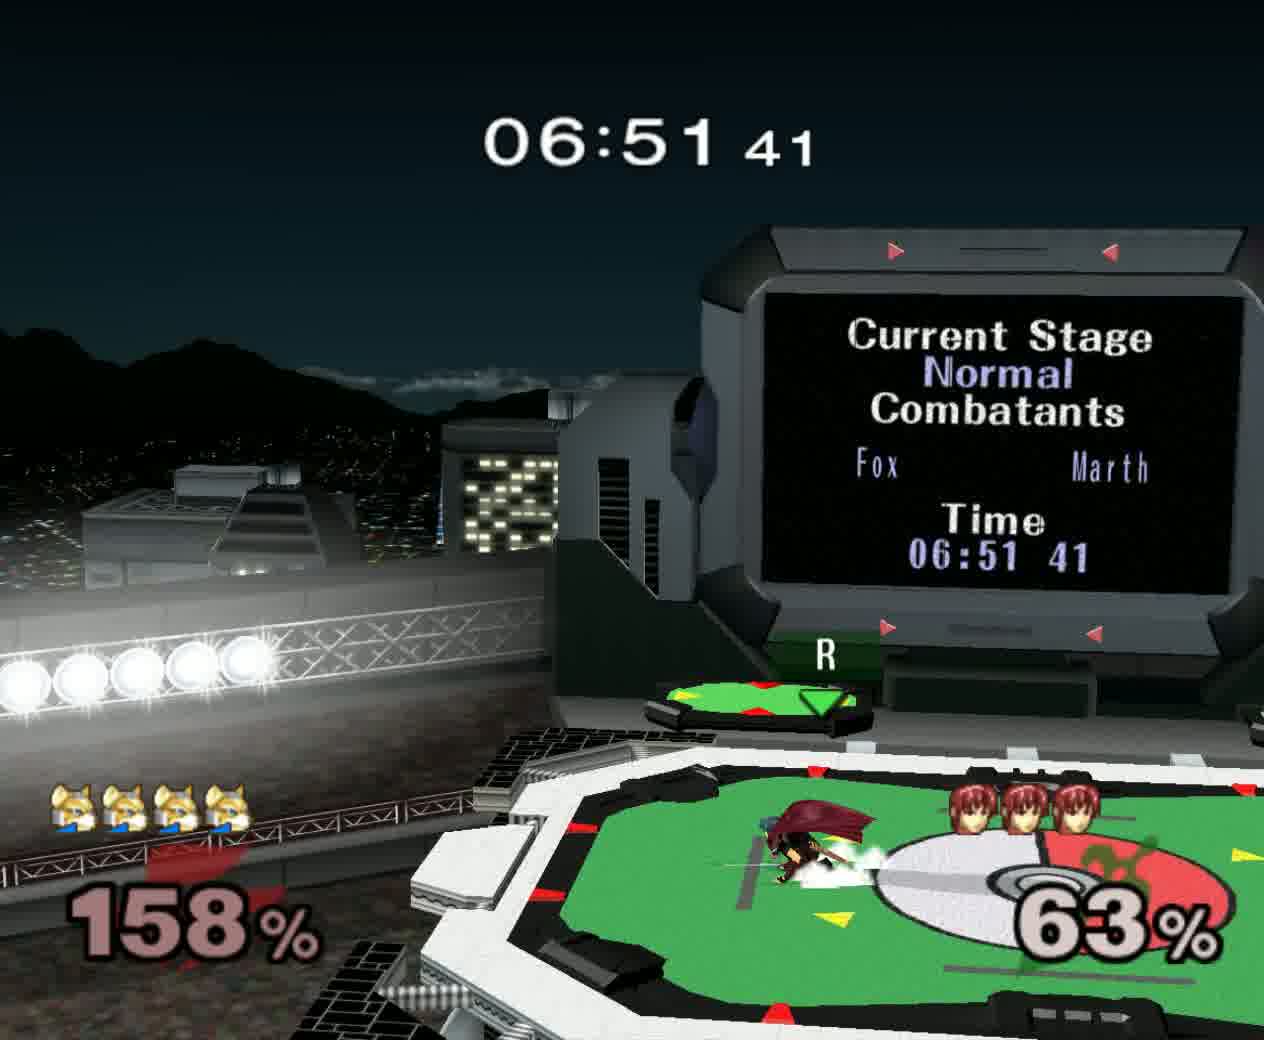 06:51 41
Current Stage
Normal
Combatants
Fox Marth
Time
06:51 41
R
158%
63%